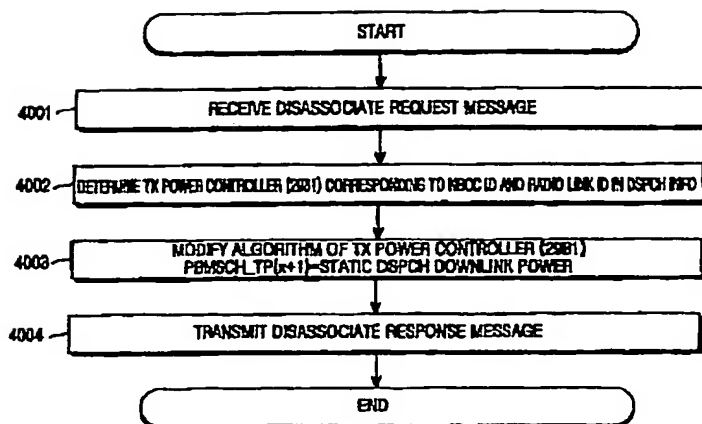 START
4001
RECEIVE DISASSOCIATE REQUEST MESSAGE
4002
DETERMINE TX POWER CONTROLLER (2901) CORRESPONDING TO NBCC ID AND RADIO LINK ID IN DSPCH INFO
4003
MODIFY ALGORITHM OF TX POWER CONTROLLER (2901)
PBMSCH_TP(x+1)=STATIC DSPCH DOWNLINK POWER
4004
TRANSMIT DISASSOCIATE RESPONSE MESSAGE
END